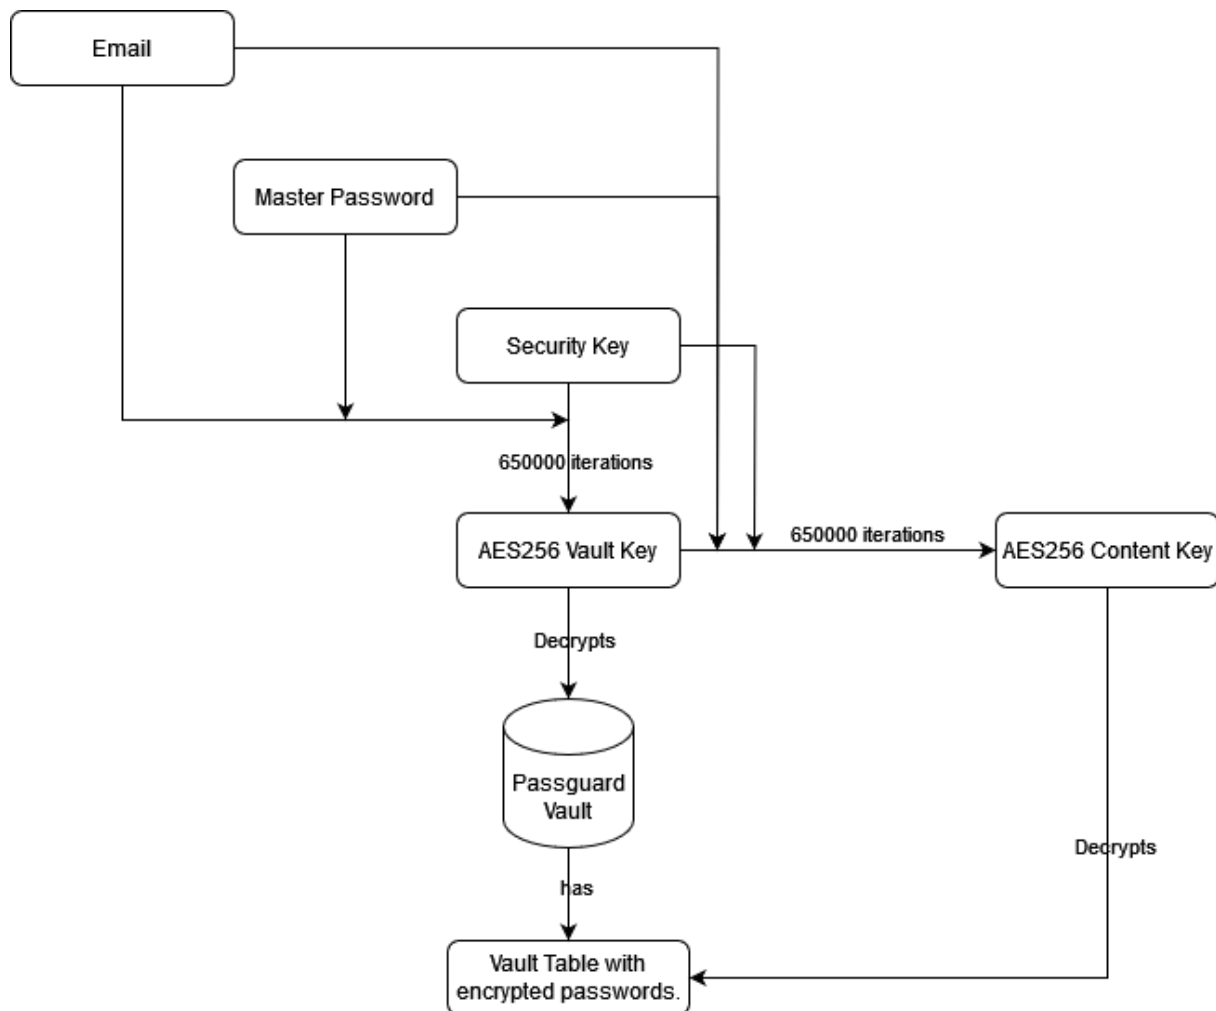 Email
Master Password
Security Key
650000 iterations
AES256 Vault Key
650000 iterations
AES256 Content Key
Decrypts
Passguard
Vault
Decrypts
has
Vault Table with
encrypted passwords.